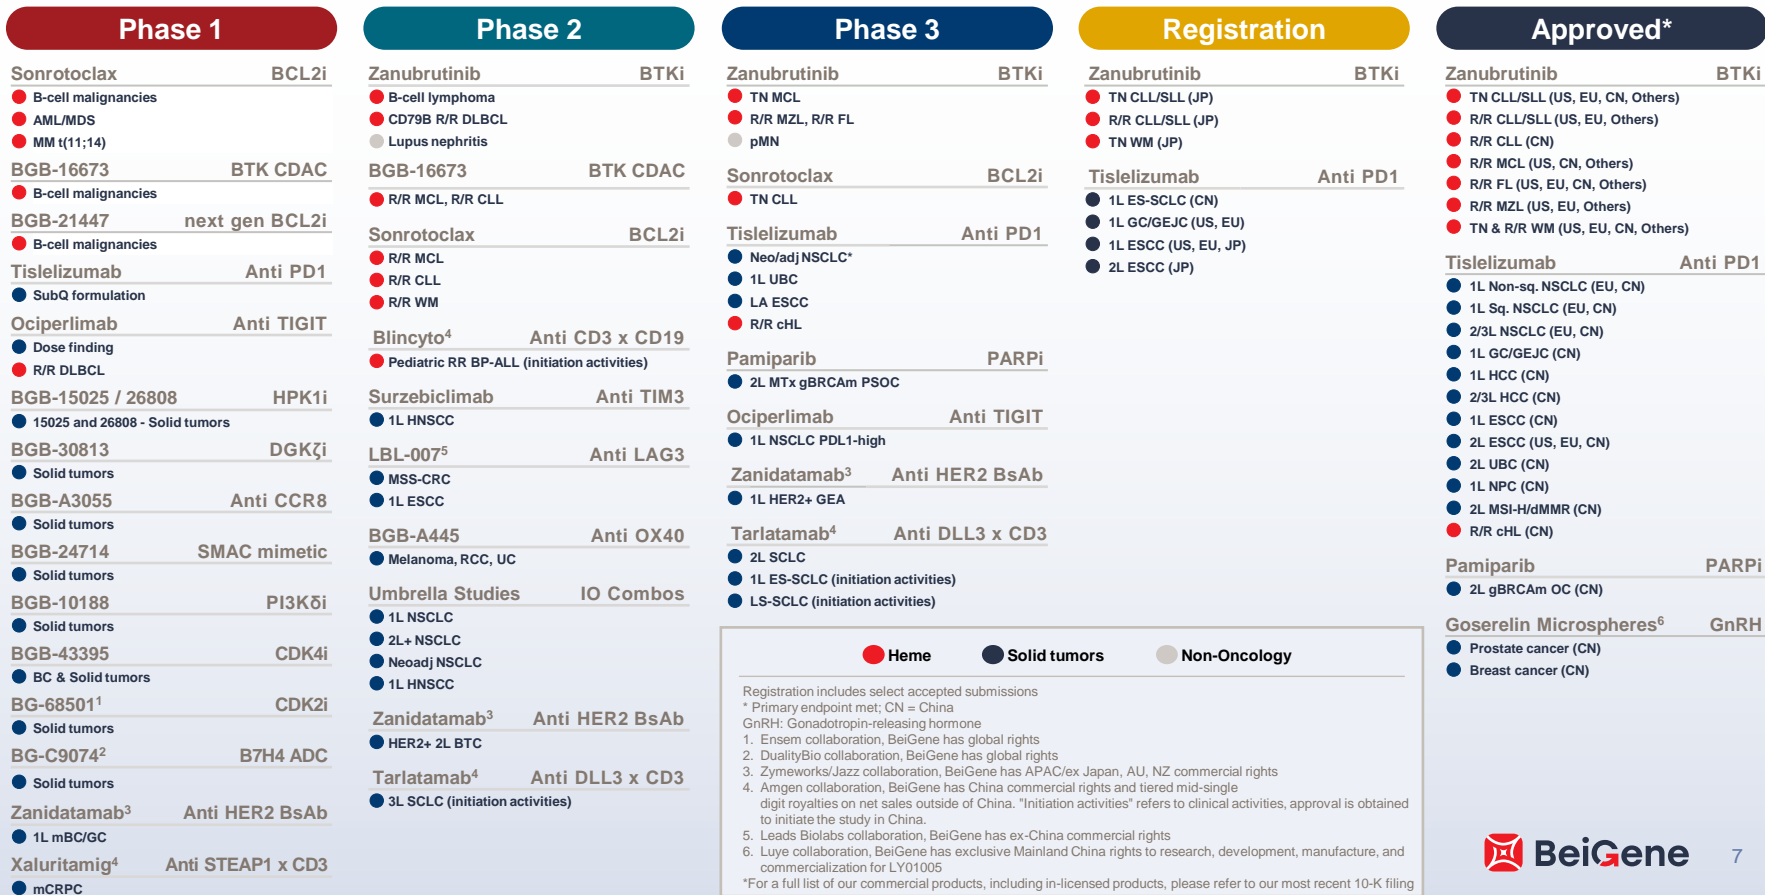 Phase 1
Sonrotoclax BCL2i
B-cell malignancies
AML/MDS
MM t(11;14)
BGB-16673 BTK CDAC
B-cell malignancies
BGB-21447 next gen BCL2i
B-cell malignancies
Tislelizumab Anti PD1
SubQ formulation
Ociperlimab Anti TIGIT
Dose finding
R/R DLBCL
BGB-15025 / 26808 HPK1i
15025 and 26808 - Solid tumors
BGB-30813 DGKζi
Solid tumors
BGB-A3055 Anti CCR8
Solid tumors
BGB-24714 SMAC mimetic
Solid tumors
BGB-10188 PI3Kδi
Solid tumors
BGB-43395 CDK4i
BC & Solid tumors
BG-68501¹ CDK2i
Solid tumors
BG-C9074² B7H4 ADC
Solid tumors
Zanidatamab³ Anti HER2 BsAb
1L mBC/GC
Xaluritamig⁴ Anti STEAP1 x CD3
mCRPC
Phase 2
Zanubrutinib BTKi
B-cell lymphoma
CD79B R/R DLBCL
Lupus nephritis
BGB-16673 BTK CDAC
R/R MCL, R/R CLL
Sonrotoclax BCL2i
R/R MCL
R/R CLL
R/R WM
Blincyto⁴ Anti CD3 x CD19
Pediatric RR BP-ALL (initiation activities)
Surzebiclimab Anti TIM3
1L HNSCC
LBL-007⁵ Anti LAG3
MSS-CRC
1L ESCC
BGB-A445 Anti OX40
Melanoma, RCC, UC
Umbrella Studies IO Combos
1L NSCLC
2L+ NSCLC
Neoadj NSCLC
1L HNSCC
Zanidatamab³ Anti HER2 BsAb
HER2+ 2L BTC
Tarlatamab⁴ Anti DLL3 x CD3
3L SCLC (initiation activities)
Phase 3
Zanubrutinib BTKi
TN MCL
R/R MZL, R/R FL
pMN
Sonrotoclax BCL2i
TN CLL
Tislelizumab Anti PD1
Neo/adj NSCLC*
1L UBC
LA ESCC
R/R cHL
Pamiparib PARPi
2L MTx gBRCAm PSOC
Ociperlimab Anti TIGIT
1L NSCLC PDL1-high
Zanidatamab³ Anti HER2 BsAb
1L HER2+ GEA
Tarlatamab⁴ Anti DLL3 x CD3
2L SCLC
1L ES-SCLC (initiation activities)
LS-SCLC (initiation activities)
Registration
Zanubrutinib BTKi
TN CLL/SLL (JP)
R/R CLL/SLL (JP)
TN WM (JP)
Tislelizumab Anti PD1
1L ES-SCLC (CN)
1L GC/GEJC (US, EU)
1L ESCC (US, EU, JP)
2L ESCC (JP)
Approved*
Zanubrutinib BTKi
TN CLL/SLL (US, EU, CN, Others)
R/R CLL/SLL (US, EU, Others)
R/R CLL (CN)
R/R MCL (US, CN, Others)
R/R FL (US, EU, CN, Others)
R/R MZL (US, EU, Others)
TN & R/R WM (US, EU, CN, Others)
Tislelizumab Anti PD1
1L Non-sq. NSCLC (EU, CN)
1L Sq. NSCLC (EU, CN)
2/3L NSCLC (EU, CN)
1L GC/GEJC (CN)
1L HCC (CN)
2/3L HCC (CN)
1L ESCC (CN)
2L ESCC (US, EU, CN)
2L UBC (CN)
1L NPC (CN)
2L MSI-H/dMMR (CN)
R/R cHL (CN)
Pamiparib PARPi
2L gBRCAm OC (CN)
Goserelin Microspheres⁶ GnRH
Prostate cancer (CN)
Breast cancer (CN)
Heme Solid tumors Non-Oncology
Registration includes select accepted submissions
* Primary endpoint met; CN = China
GnRH: Gonadotropin-releasing hormone
1. Ensem collaboration, BeiGene has global rights
2. DualityBio collaboration, BeiGene has global rights
3. Zymeworks/Jazz collaboration, BeiGene has APAC/ex Japan, AU, NZ commercial rights
4. Amgen collaboration, BeiGene has China commercial rights and tiered mid-single
digit royalties on net sales outside of China. "Initiation activities" refers to clinical activities, approval is obtained
to initiate the study in China.
5. Leads Biolabs collaboration, BeiGene has ex-China commercial rights
6. Luye collaboration, BeiGene has exclusive Mainland China rights to research, development, manufacture, and
commercialization for LY01005
*For a full list of our commercial products, including in-licensed products, please refer to our most recent 10-K filing
BeiGene 7